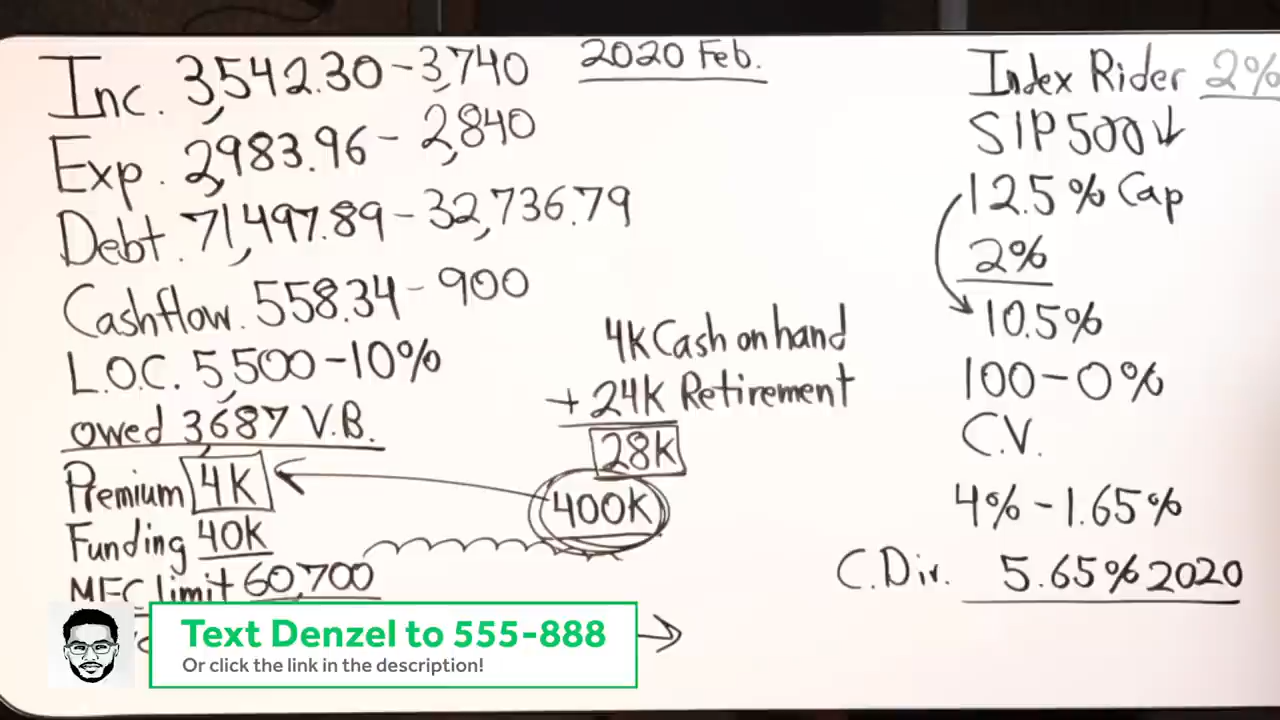 Inc. 3,542.30 - 3,740
2020 Feb.
Exp. 2,983.96 - 2,840
Debt. 71,497.89 - 32,736.79
Cashflow. 558.34 - 900
L.O.C. 5,500 - 10%
owed 3,687 V.B.
Premium 4K
Funding 40K
MEC limit 60,700
4K Cash on hand
+ 24K Retirement
28K
400K
Index Rider 2%
S&P 500 ↓
12.5% Cap
2%
10.5%
100 - 0%
C.V.
4% - 1.65%
C.Div. 5.65% 2020
Text Denzel to 555-888
Or click the link in the description!